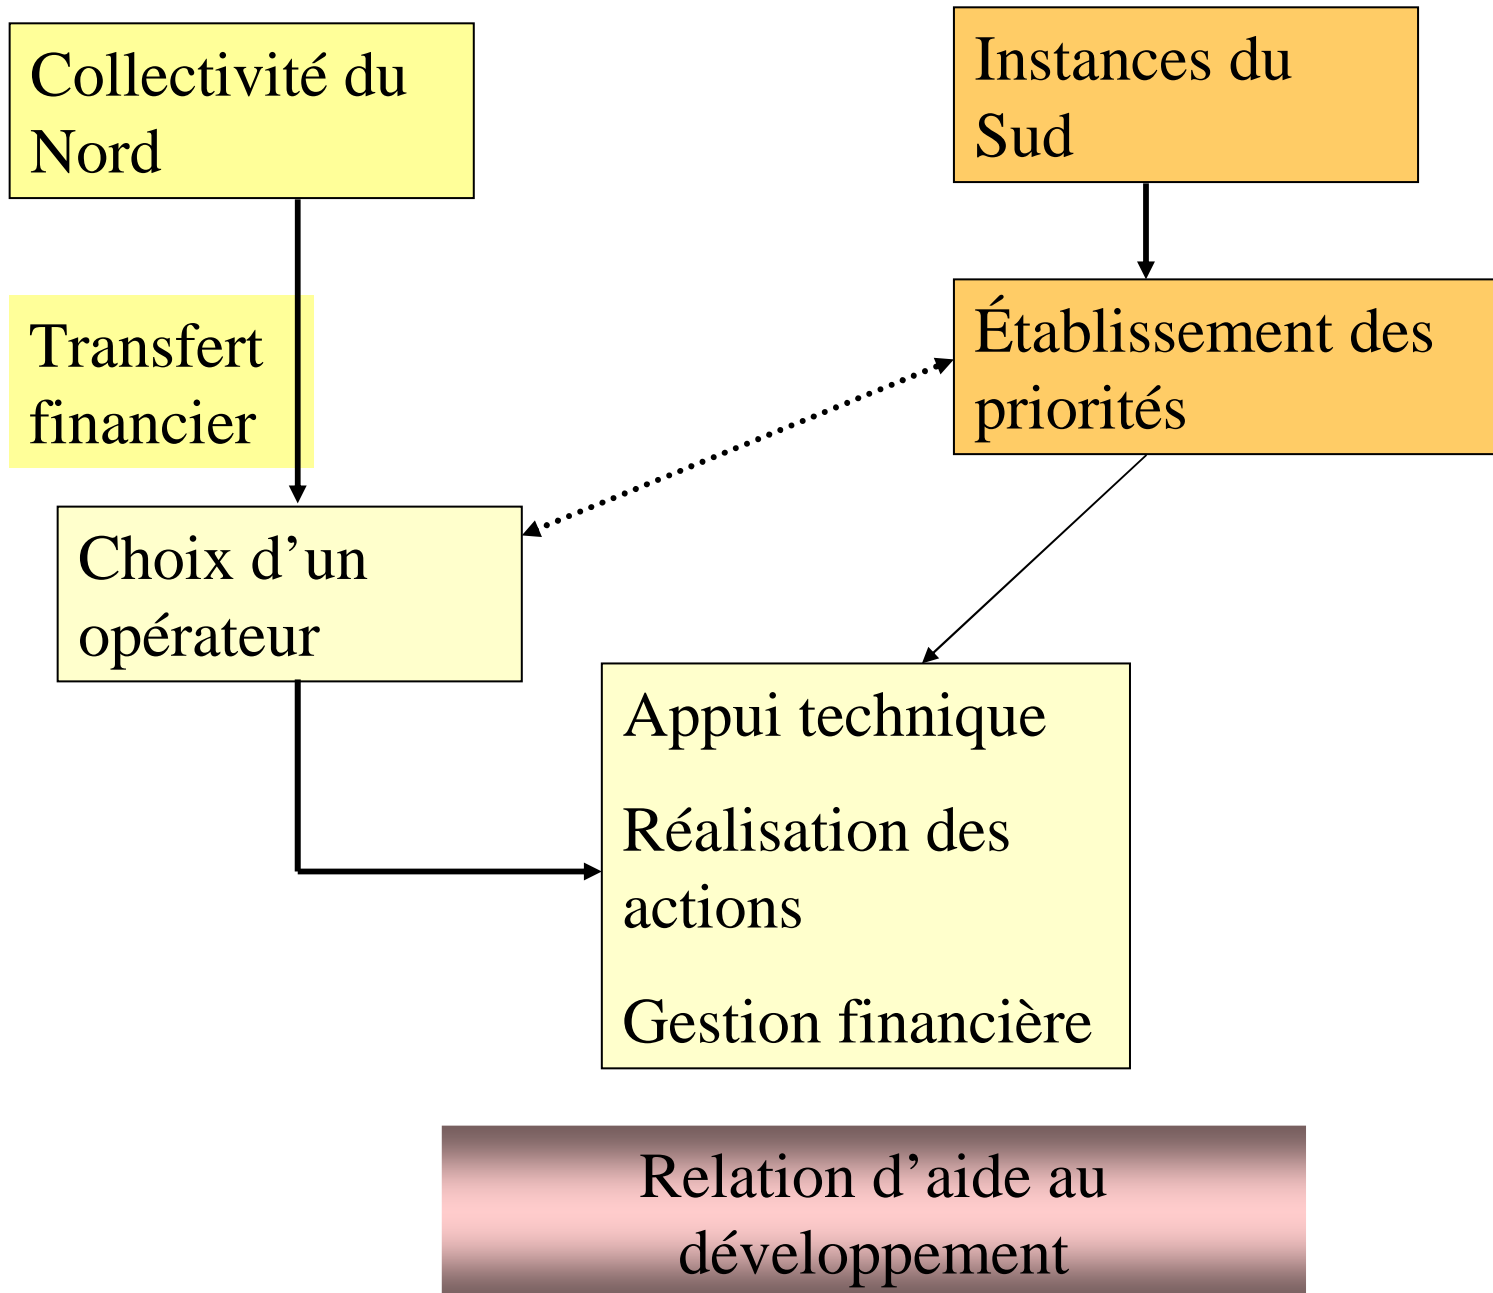 Collectivité du
Nord
Instances du
Sud
Transfert
financier
Établissement des
priorités
Choix d’un
opérateur
Appui technique
Réalisation des
actions
Gestion financière
Relation d’aide au
développement